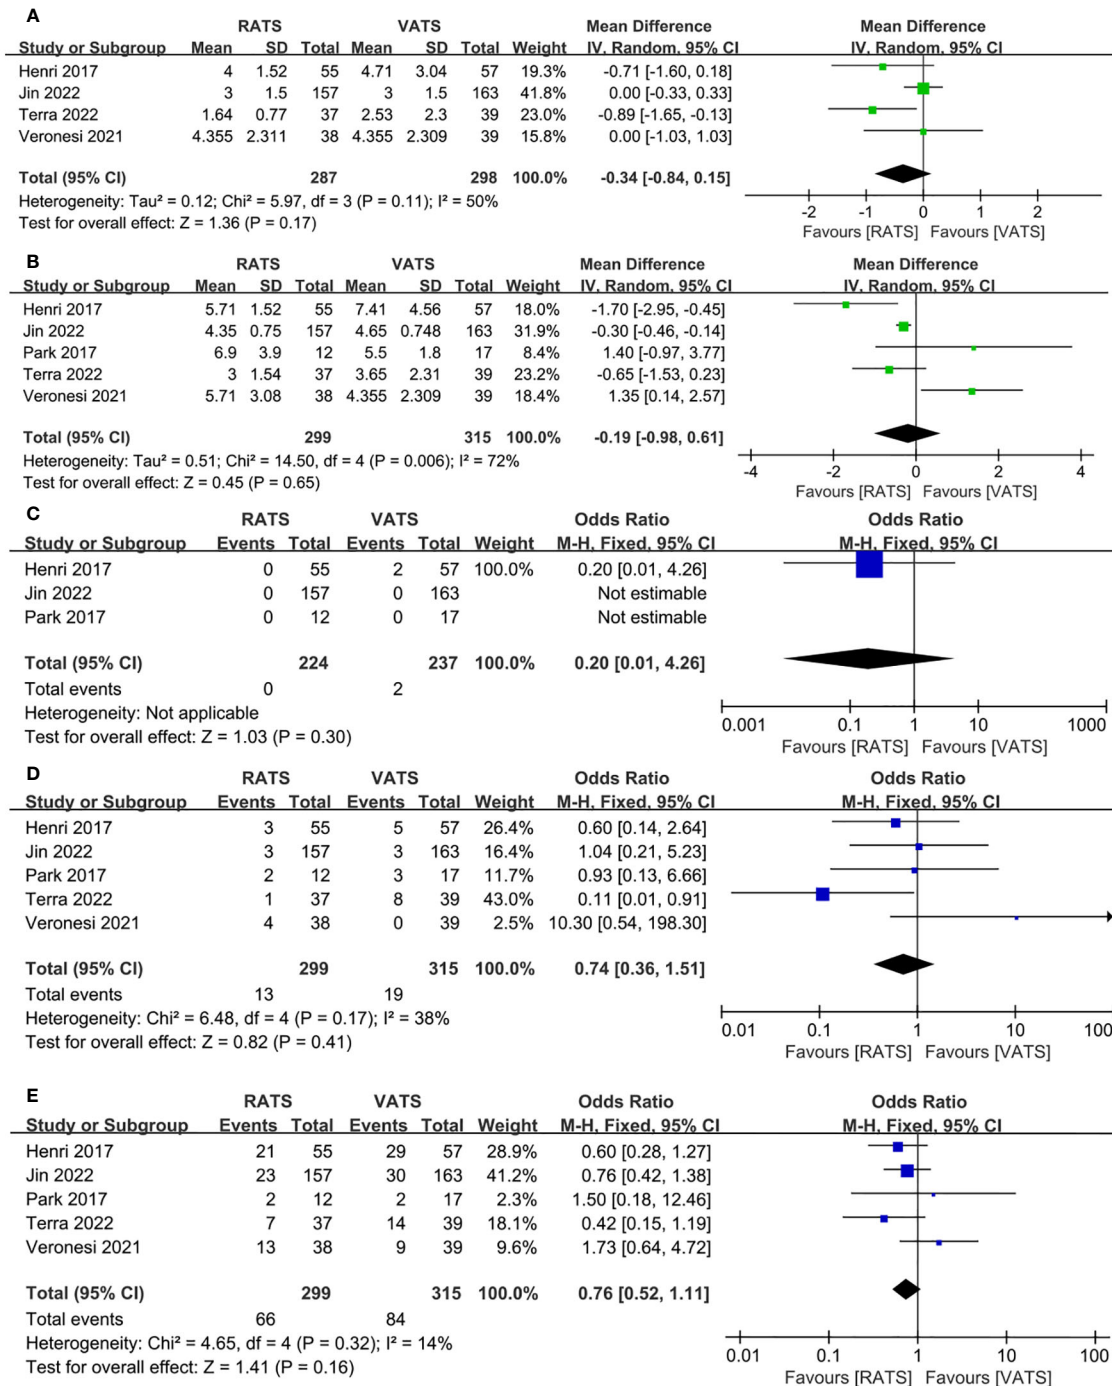 A
RATS VATS Mean Difference Mean Difference
Study or Subgroup Mean SD Total Mean SD Total Weight IV, Random, 95% CI IV, Random, 95% CI
Henri 2017 4 1.52 55 4.71 3.04 57 19.3% -0.71 [-1.60, 0.18]
Jin 2022 3 1.5 157 3 1.5 163 41.8% 0.00 [-0.33, 0.33]
Terra 2022 1.64 0.77 37 2.53 2.3 39 23.0% -0.89 [-1.65, -0.13]
Veronesi 2021 4.355 2.311 38 4.355 2.309 39 15.8% 0.00 [-1.03, 1.03]
Total (95% CI) 287 298 100.0% -0.34 [-0.84, 0.15]
Heterogeneity: Tau² = 0.12; Chi² = 5.97, df = 3 (P = 0.11); I² = 50%
Test for overall effect: Z = 1.36 (P = 0.17)
-2 -1 0 1 2
Favours [RATS] Favours [VATS]
B
RATS VATS Mean Difference Mean Difference
Study or Subgroup Mean SD Total Mean SD Total Weight IV, Random, 95% CI IV, Random, 95% CI
Henri 2017 5.71 1.52 55 7.41 4.56 57 18.0% -1.70 [-2.95, -0.45]
Jin 2022 4.35 0.75 157 4.65 0.748 163 31.9% -0.30 [-0.46, -0.14]
Park 2017 6.9 3.9 12 5.5 1.8 17 8.4% 1.40 [-0.97, 3.77]
Terra 2022 3 1.54 37 3.65 2.31 39 23.2% -0.65 [-1.53, 0.23]
Veronesi 2021 5.71 3.08 38 4.355 2.309 39 18.4% 1.35 [0.14, 2.57]
Total (95% CI) 299 315 100.0% -0.19 [-0.98, 0.61]
Heterogeneity: Tau² = 0.51; Chi² = 14.50, df = 4 (P = 0.006); I² = 72%
Test for overall effect: Z = 0.45 (P = 0.65)
-4 -2 0 2 4
Favours [RATS] Favours [VATS]
C
RATS VATS Odds Ratio Odds Ratio
Study or Subgroup Events Total Events Total Weight M-H, Fixed, 95% CI M-H, Fixed, 95% CI
Henri 2017 0 55 2 57 100.0% 0.20 [0.01, 4.26]
Jin 2022 0 157 0 163 Not estimable
Park 2017 0 12 0 17 Not estimable
Total (95% CI) 224 237 100.0% 0.20 [0.01, 4.26]
Total events 0 2
Heterogeneity: Not applicable
Test for overall effect: Z = 1.03 (P = 0.30)
0.001 0.1 1 10 1000
Favours [RATS] Favours [VATS]
D
RATS VATS Odds Ratio Odds Ratio
Study or Subgroup Events Total Events Total Weight M-H, Fixed, 95% CI M-H, Fixed, 95% CI
Henri 2017 3 55 5 57 26.4% 0.60 [0.14, 2.64]
Jin 2022 3 157 3 163 16.4% 1.04 [0.21, 5.23]
Park 2017 2 12 3 17 11.7% 0.93 [0.13, 6.66]
Terra 2022 1 37 8 39 43.0% 0.11 [0.01, 0.91]
Veronesi 2021 4 38 0 39 2.5% 10.30 [0.54, 198.30]
Total (95% CI) 299 315 100.0% 0.74 [0.36, 1.51]
Total events 13 19
Heterogeneity: Chi² = 6.48, df = 4 (P = 0.17); I² = 38%
Test for overall effect: Z = 0.82 (P = 0.41)
0.01 0.1 1 10 100
Favours [RATS] Favours [VATS]
E
RATS VATS Odds Ratio Odds Ratio
Study or Subgroup Events Total Events Total Weight M-H, Fixed, 95% CI M-H, Fixed, 95% CI
Henri 2017 21 55 29 57 28.9% 0.60 [0.28, 1.27]
Jin 2022 23 157 30 163 41.2% 0.76 [0.42, 1.38]
Park 2017 2 12 2 17 2.3% 1.50 [0.18, 12.46]
Terra 2022 7 37 14 39 18.1% 0.42 [0.15, 1.19]
Veronesi 2021 13 38 9 39 9.6% 1.73 [0.64, 4.72]
Total (95% CI) 299 315 100.0% 0.76 [0.52, 1.11]
Total events 66 84
Heterogeneity: Chi² = 4.65, df = 4 (P = 0.32); I² = 14%
Test for overall effect: Z = 1.41 (P = 0.16)
0.01 0.1 1 10 100
Favours [RATS] Favours [VATS]